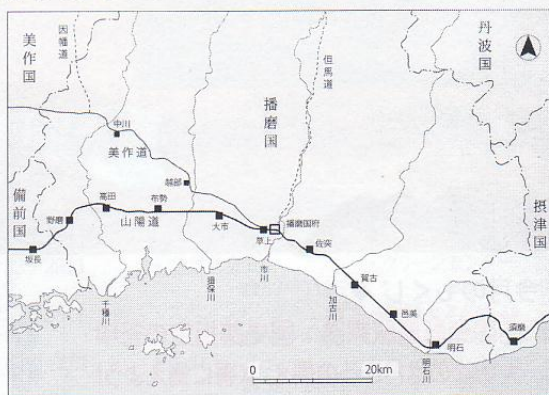 美作国
因幡道
丹波国
但馬道
播磨国
中川
美作道
越部
備前国
摂津国
高田
布勢
野磨
山陽道
大市
草上
播磨国府
佐突
坂長
市川
賀古
千種川
揖保川
加古川
邑美
須磨
明石
明石川
0 20km